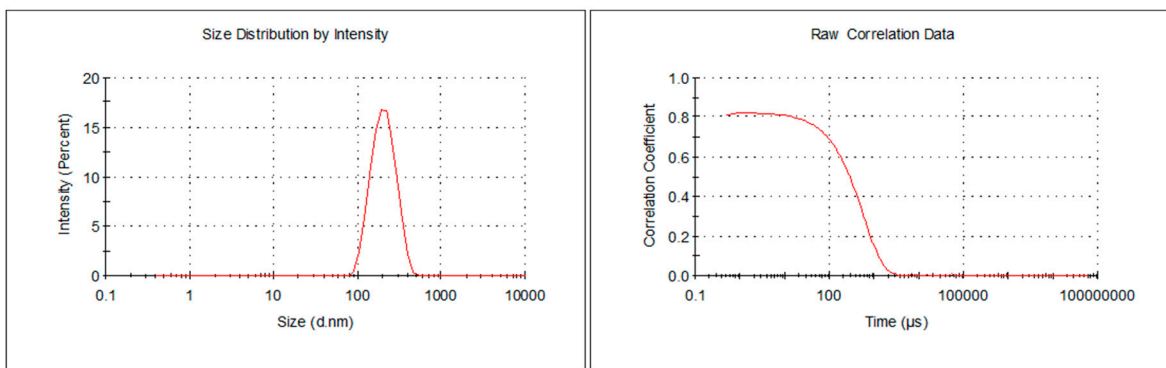 Size Distribution by Intensity
Intensity (Percent)
20
15
10
5
0
0.1 1 10 100 1000 10000
Size (d.nm)
Raw Correlation Data
Correlation Coefficient
1.0
0.8
0.6
0.4
0.2
0.0
0.1 100 100000 100000000
Time (µs)